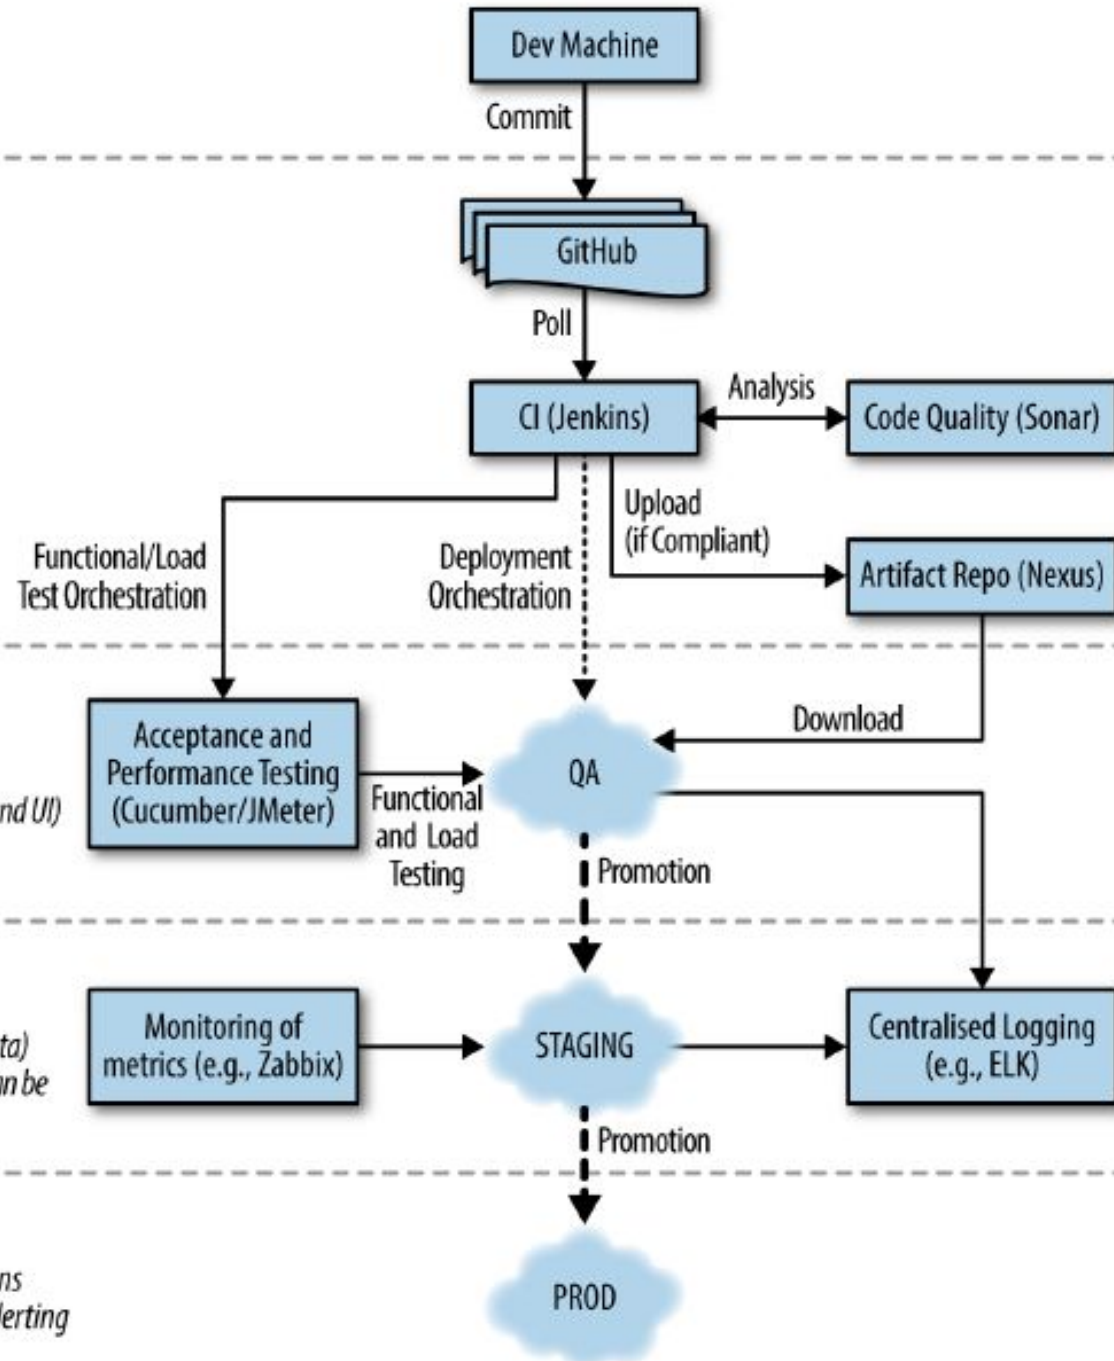 Dev Machine
Commit
GitHub
Poll
CI (Jenkins)
Analysis
Code Quality (Sonar)
Functional/Load
Test Orchestration
Deployment
Orchestration
Upload
(if Compliant)
Artifact Repo (Nexus)
Download
Acceptance and
Performance Testing
(Cucumber/JMeter)
nd UI)
Functional
and Load
Testing
QA
Promotion
ta)
n be
Monitoring of
metrics (e.g., Zabbix)
STAGING
Centralised Logging
(e.g., ELK)
Promotion
ns
lerting
PROD